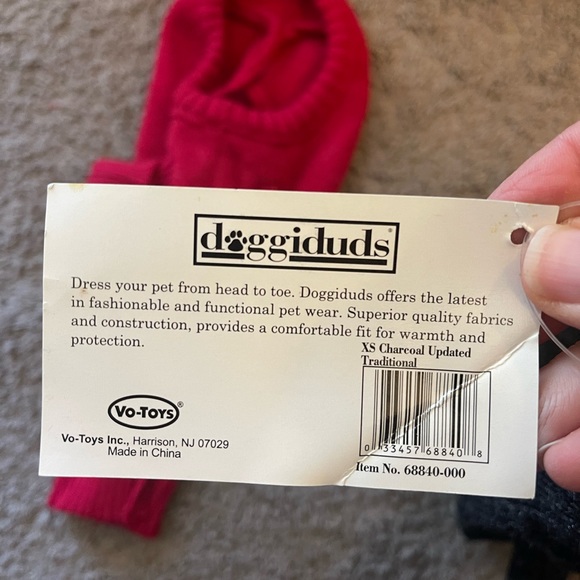 doggiduds®
Dress your pet from head to toe. Doggiduds offers the latest
in fashionable and functional pet wear. Superior quality fabrics
and construction, provides a comfortable fit for warmth and
protection.
XS Charcoal Updated
Traditional
0 33457 68840 8
Item No. 68840-000
VO-TOYS®
Vo-Toys Inc., Harrison, NJ 07029
Made in China